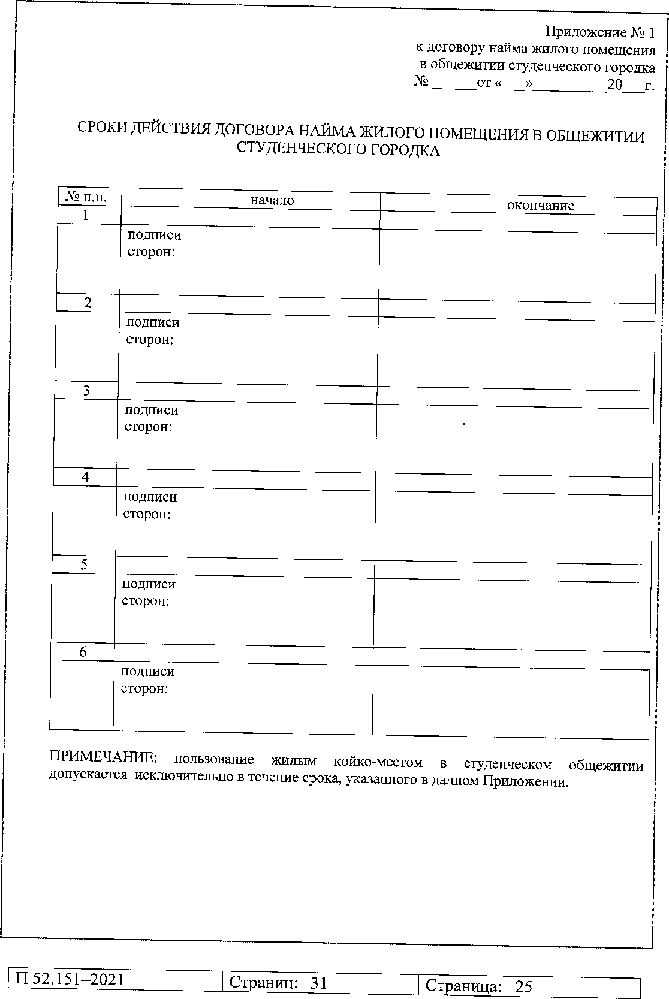 Приложение № 1
к договору найма жилого помещения
в общежитии студенческого городка
№ ______от «___»__________20___г.
СРОКИ ДЕЙСТВИЯ ДОГОВОРА НАЙМА ЖИЛОГО ПОМЕЩЕНИЯ В ОБЩЕЖИТИИ
СТУДЕНЧЕСКОГО ГОРОДКА
№ п.п. начало окончание
1
подписи
сторон:
2
подписи
сторон:
3
подписи
сторон:
4
подписи
сторон:
5
подписи
сторон:
6
подписи
сторон:
ПРИМЕЧАНИЕ: пользование жилым койко-местом в студенческом общежитии
допускается исключительно в течение срока, указанного в данном Приложении.
П 52.151–2021 Страниц: 31 Страница: 25